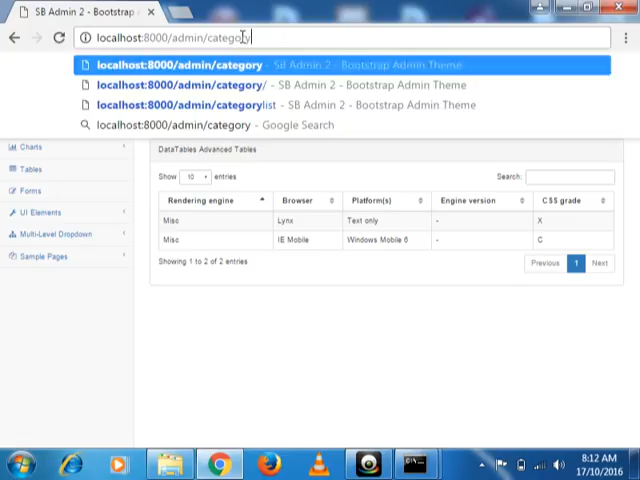 SB Admin 2 - Bootstrap
localhost:8000/admin/category
localhost:8000/admin/category - SB Admin 2 - Bootstrap Admin Theme
localhost:8000/admin/category/ - SB Admin 2 - Bootstrap Admin Theme
localhost:8000/admin/categorylist - SB Admin 2 - Bootstrap Admin Theme
localhost:8000/admin/category - Google Search
Charts
Tables
Forms
UI Elements
Multi-Level Dropdown
Sample Pages
DataTables Advanced Tables
Show 10 entries Search:
Rendering engine Browser Platform(s) Engine version CSS grade
Misc Lynx Text only - X
Misc IE Mobile Windows Mobile 6 - C
Showing 1 to 2 of 2 entries
Previous 1 Next
8:12 AM
17/10/2016